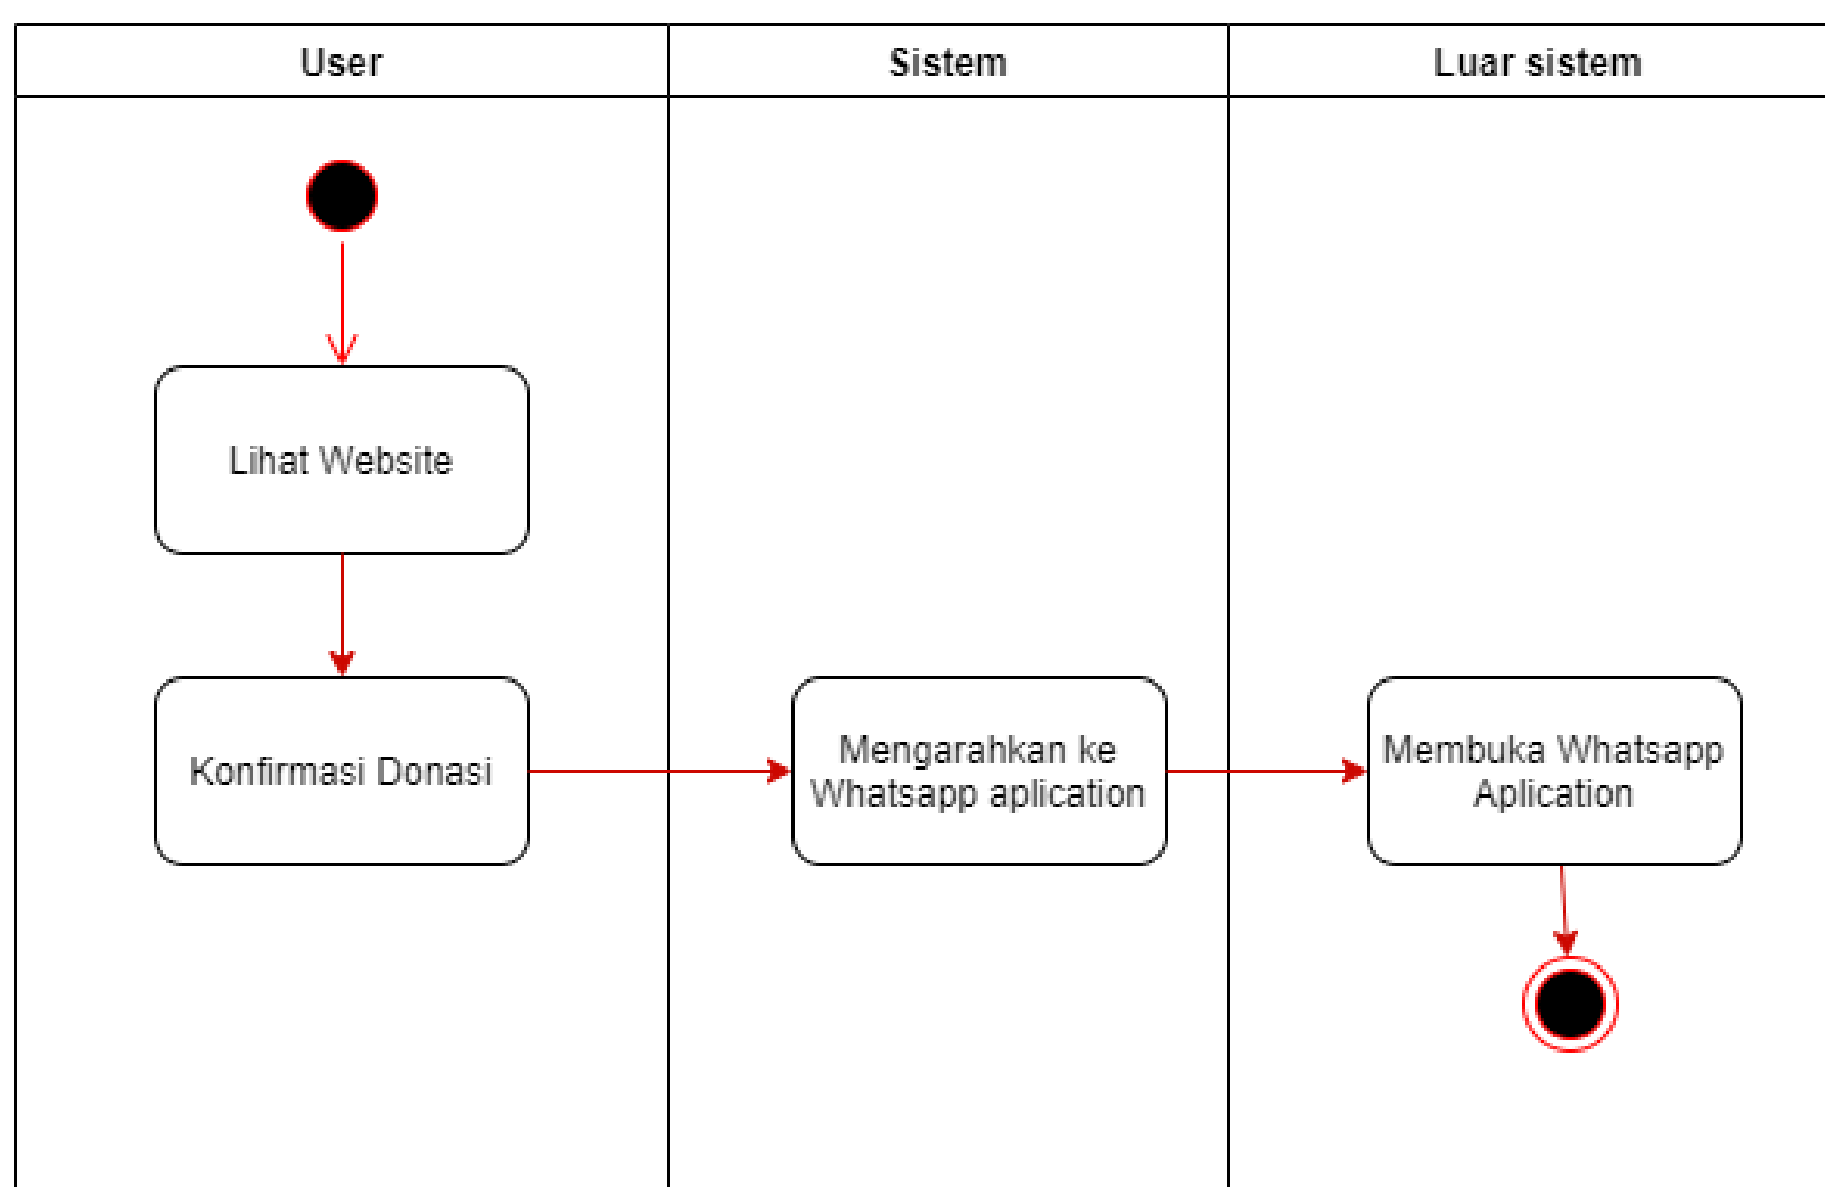 User
Sistem
Luar sistem
Lihat Website
Konfirmasi Donasi
Mengarahkan ke
Whatsapp aplication
Membuka Whatsapp
Aplication